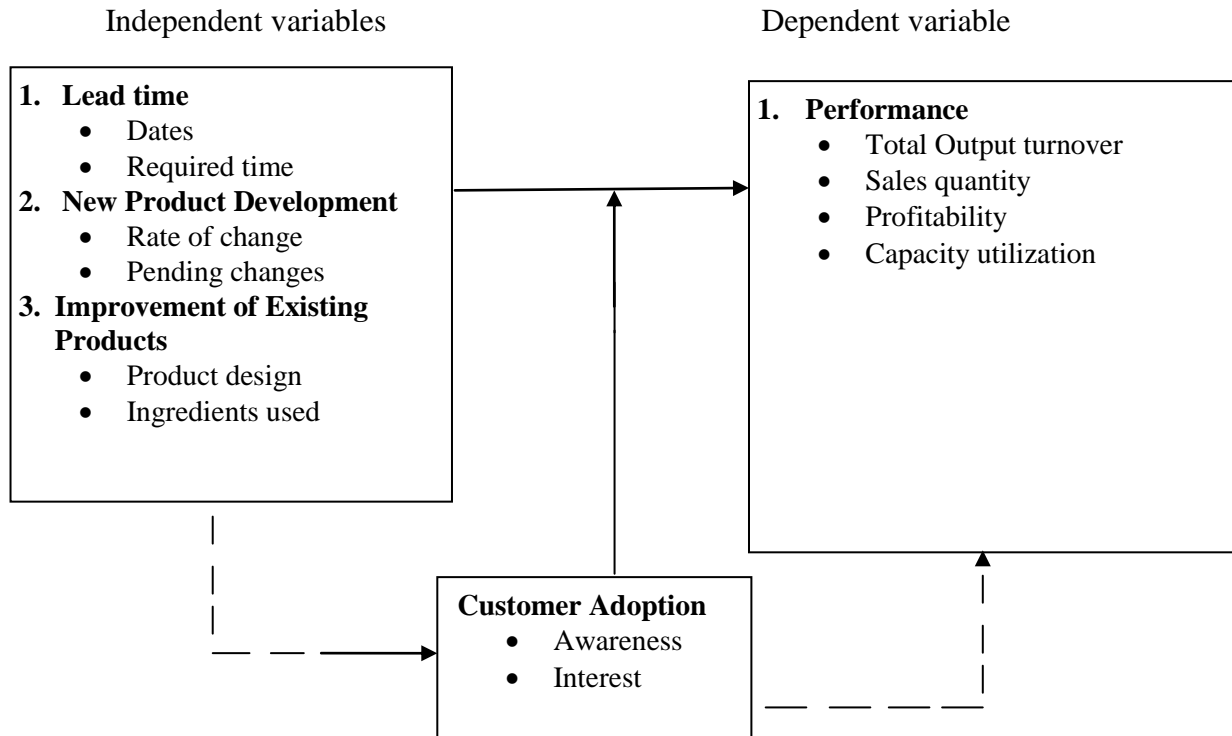 Independent variables
Dependent variable
1. Lead time
• Dates
• Required time
2. New Product Development
• Rate of change
• Pending changes
3. Improvement of Existing
Products
• Product design
• Ingredients used
1. Performance
• Total Output turnover
• Sales quantity
• Profitability
• Capacity utilization
Customer Adoption
• Awareness
• Interest